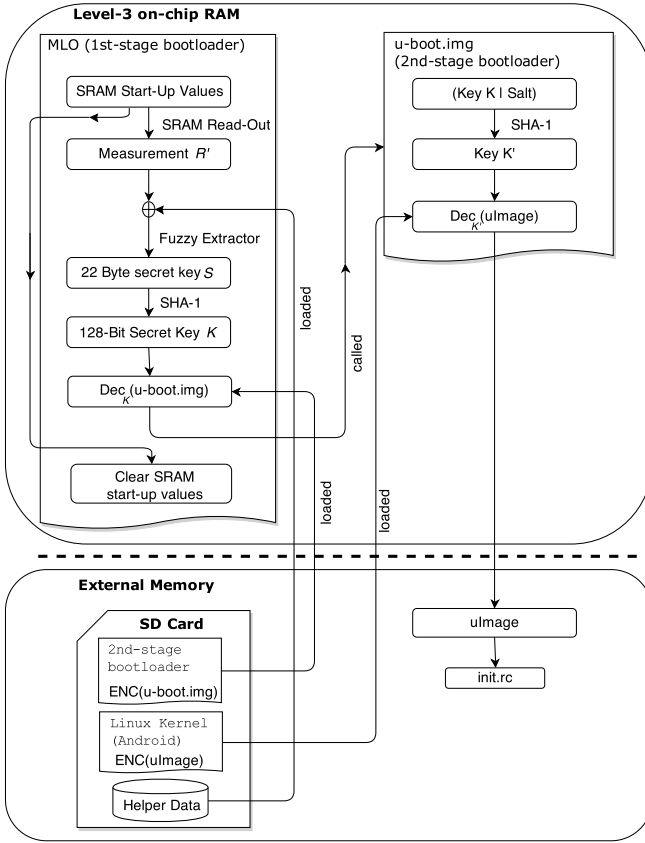 Level-3 on-chip RAM
MLO (1st-stage bootloader)
SRAM Start-Up Values
SRAM Read-Out
Measurement R'
Fuzzy Extractor
22 Byte secret key S
SHA-1
128-Bit Secret Key K
Dec (u-boot.img)
K
Clear SRAM
start-up values
u-boot.img
(2nd-stage bootloader)
(Key K | Salt)
SHA-1
Key K'
Dec (uImage)
K'
loaded
called
loaded
loaded
External Memory
SD Card
2nd-stage
bootloader
ENC(u-boot.img)
Linux Kernel
(Android)
ENC(uImage)
Helper Data
uImage
init.rc